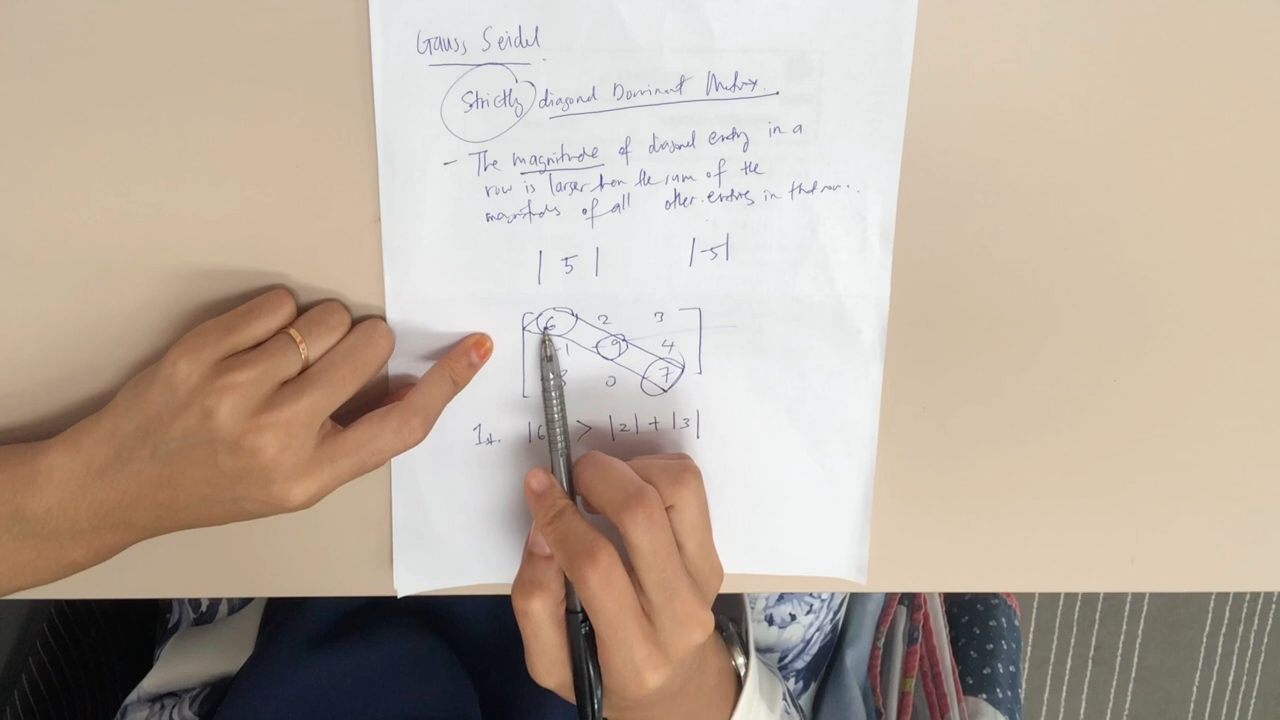 Gauss Seidel
Strictly diagonal Dominant Matrix.
- The magnitude of diagonal entry in a
row is larger than the sum of the
magnitudes of all other entries in that row.
| 5 | |-5|
6 2 3
-1 -9 4
0 7
1st. |6 > |2| + |3|